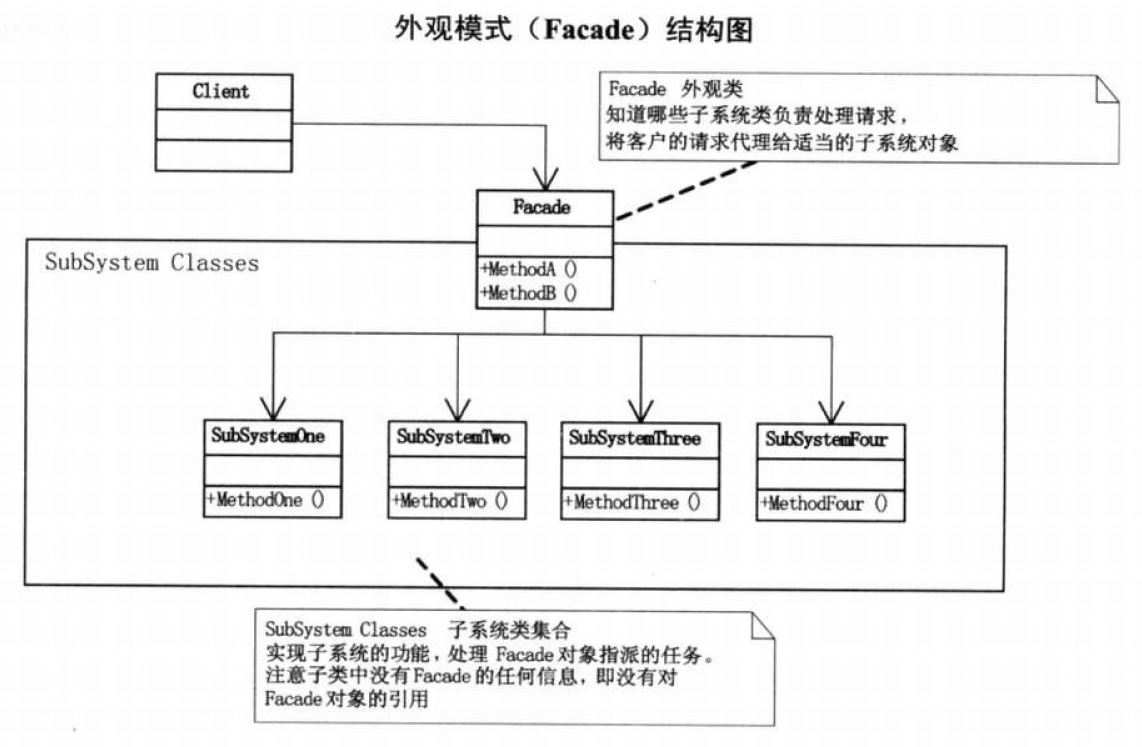 外观模式（Facade）结构图
Client
Facade 外观类
知道哪些子系统类负责处理请求，
将客户的请求代理给适当的子系统对象
Facade
+MethodA ()
+MethodB ()
SubSystem Classes
SubSystemOne
+MethodOne ()
SubSystemTwo
+MethodTwo ()
SubSystemThree
+MethodThree ()
SubSystemFour
+MethodFour ()
SubSystem Classes 子系统类集合
实现子系统的功能，处理 Facade 对象指派的任务。
注意子类中没有 Facade 的任何信息，即没有对
Facade 对象的引用